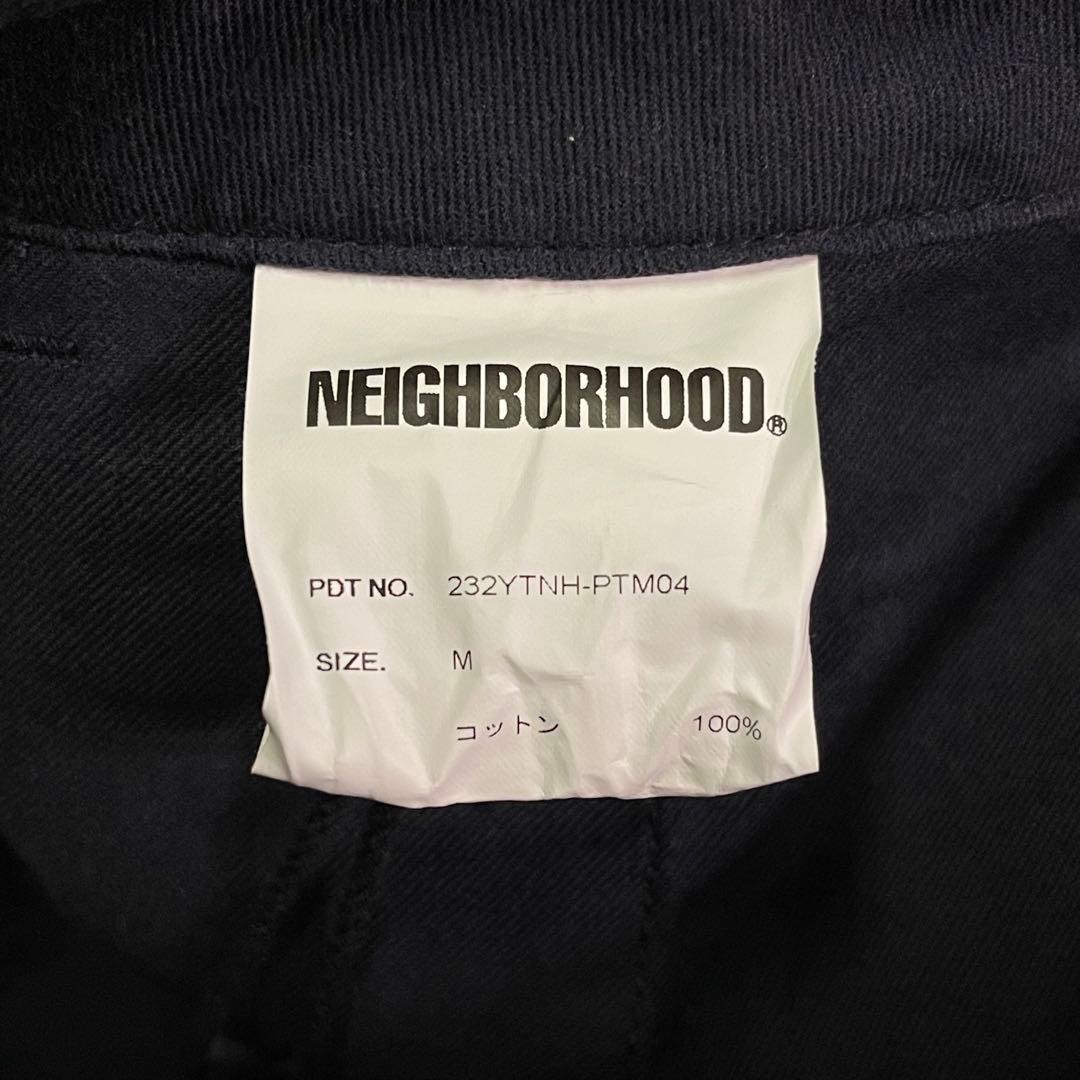 NEIGHBORHOOD®
PDT NO. 232YTNH-PTM04
SIZE. M
コットン 100%